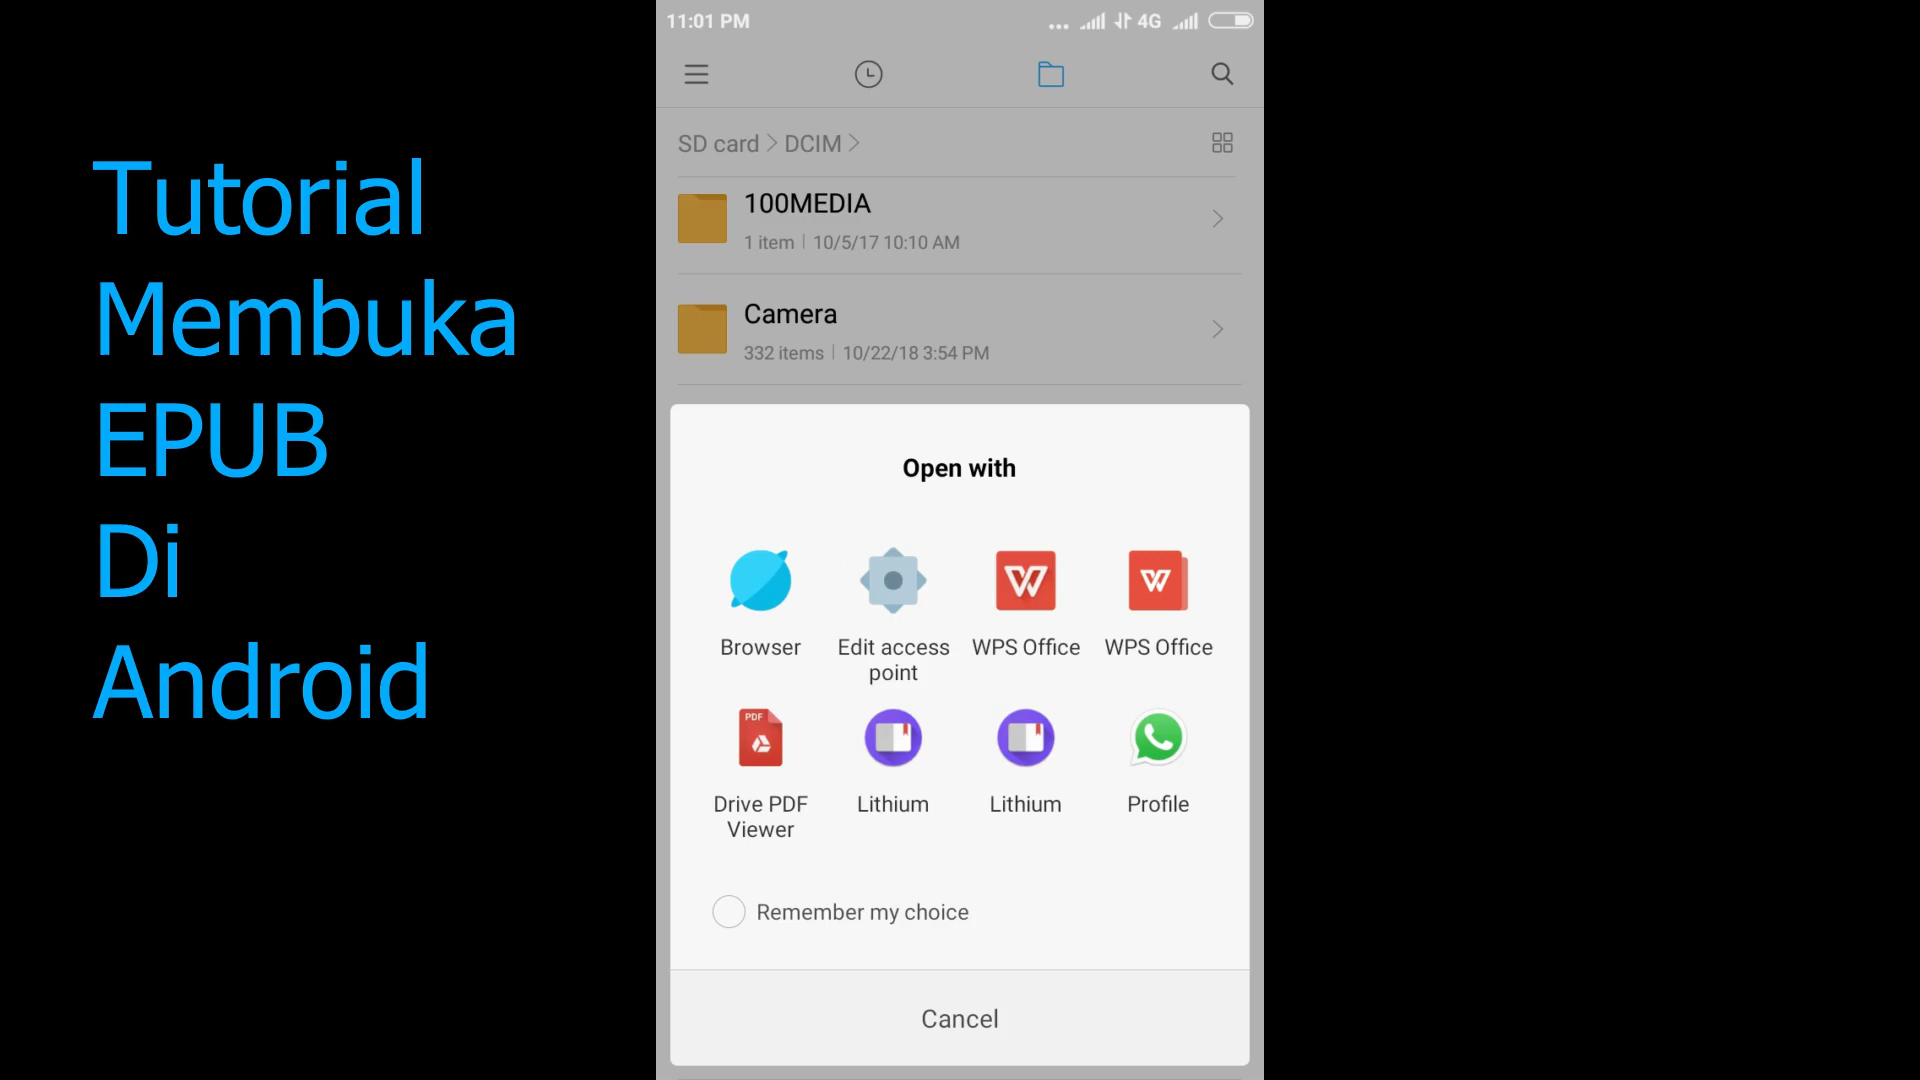 Tutorial
Membuka
EPUB
Di
Android
11:01 PM
4G
SD card > DCIM >
100MEDIA
1 item | 10/5/17 10:10 AM
Camera
332 items | 10/22/18 3:54 PM
Open with
Browser
Edit access
point
WPS Office
WPS Office
PDF
Drive PDF
Viewer
Lithium
Lithium
Profile
Remember my choice
Cancel